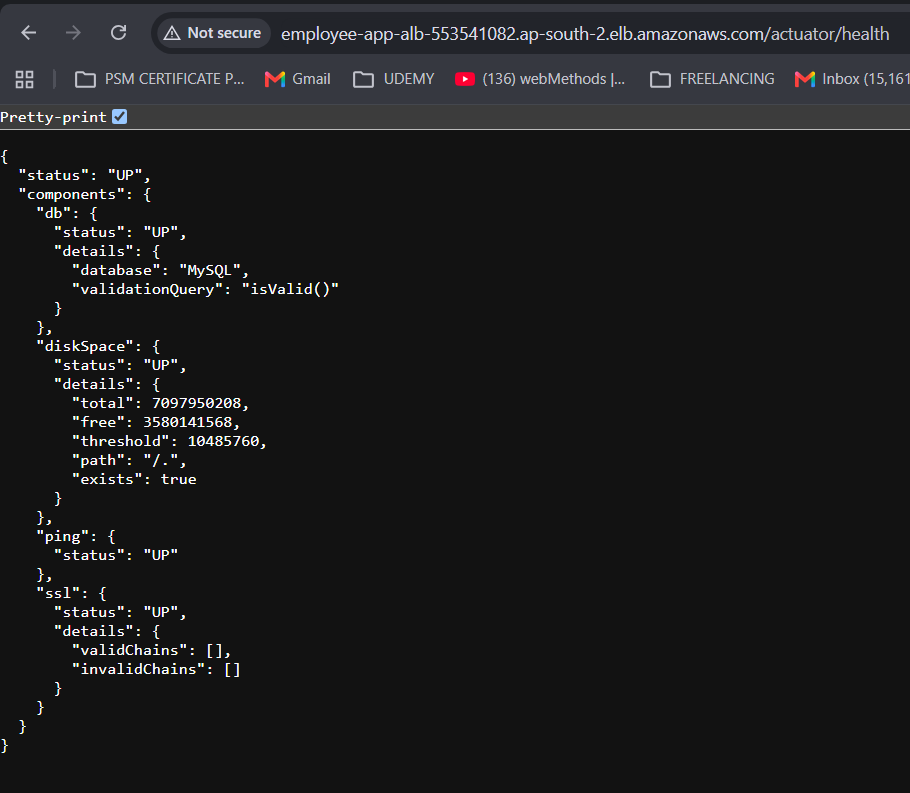 Not secure employee-app-alb-553541082.ap-south-2.elb.amazonaws.com/actuator/health
PSM CERTIFICATE P... Gmail UDEMY (136) webMethods |... FREELANCING Inbox (15,161
Pretty-print
{
  "status": "UP",
  "components": {
    "db": {
      "status": "UP",
      "details": {
        "database": "MySQL",
        "validationQuery": "isValid()"
      }
    },
    "diskSpace": {
      "status": "UP",
      "details": {
        "total": 7097950208,
        "free": 3580141568,
        "threshold": 10485760,
        "path": "/.",
        "exists": true
      }
    },
    "ping": {
      "status": "UP"
    },
    "ssl": {
      "status": "UP",
      "details": {
        "validChains": [],
        "invalidChains": []
      }
    }
  }
}